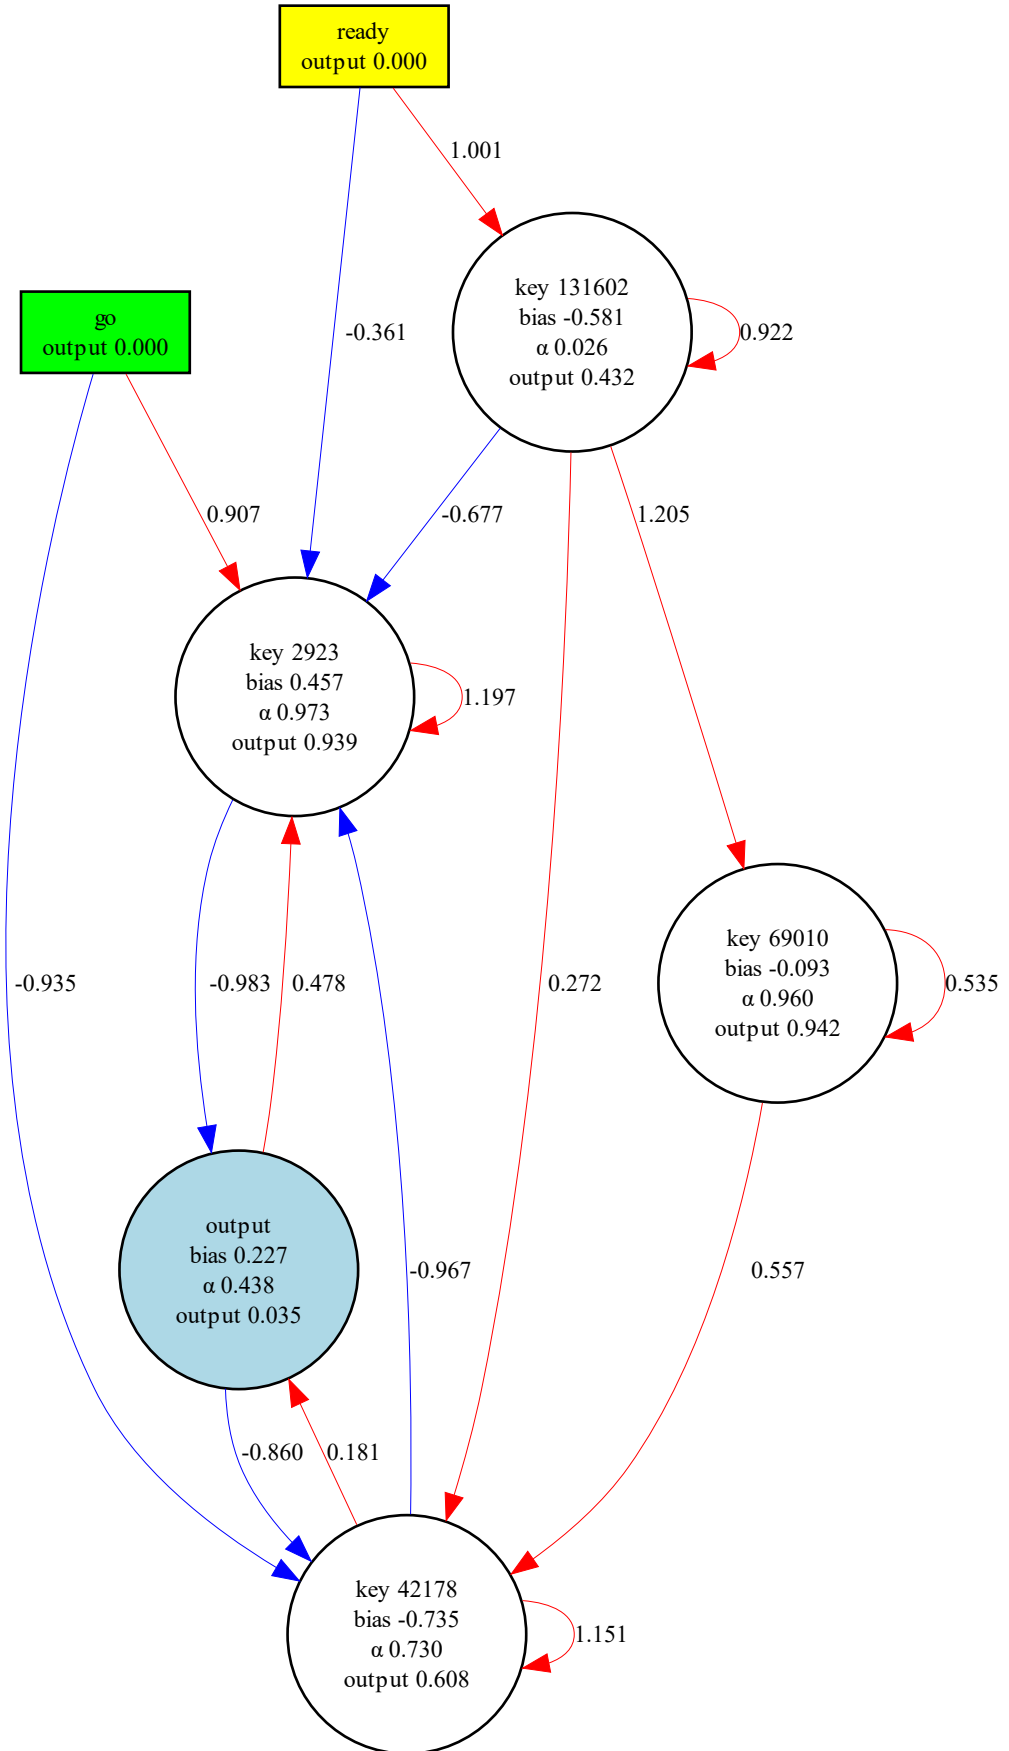 ready
output 0.000
1.001
key 131602
bias -0.581
α 0.026
output 0.432
0.922
go
output 0.000
-0.361
0.907
-0.677
1.205
key 2923
bias 0.457
α 0.973
output 0.939
1.197
key 69010
bias -0.093
α 0.960
output 0.942
0.535
-0.935
-0.983
0.478
0.272
output
bias 0.227
α 0.438
output 0.035
-0.967
0.557
-0.860
0.181
key 42178
bias -0.735
α 0.730
output 0.608
1.151